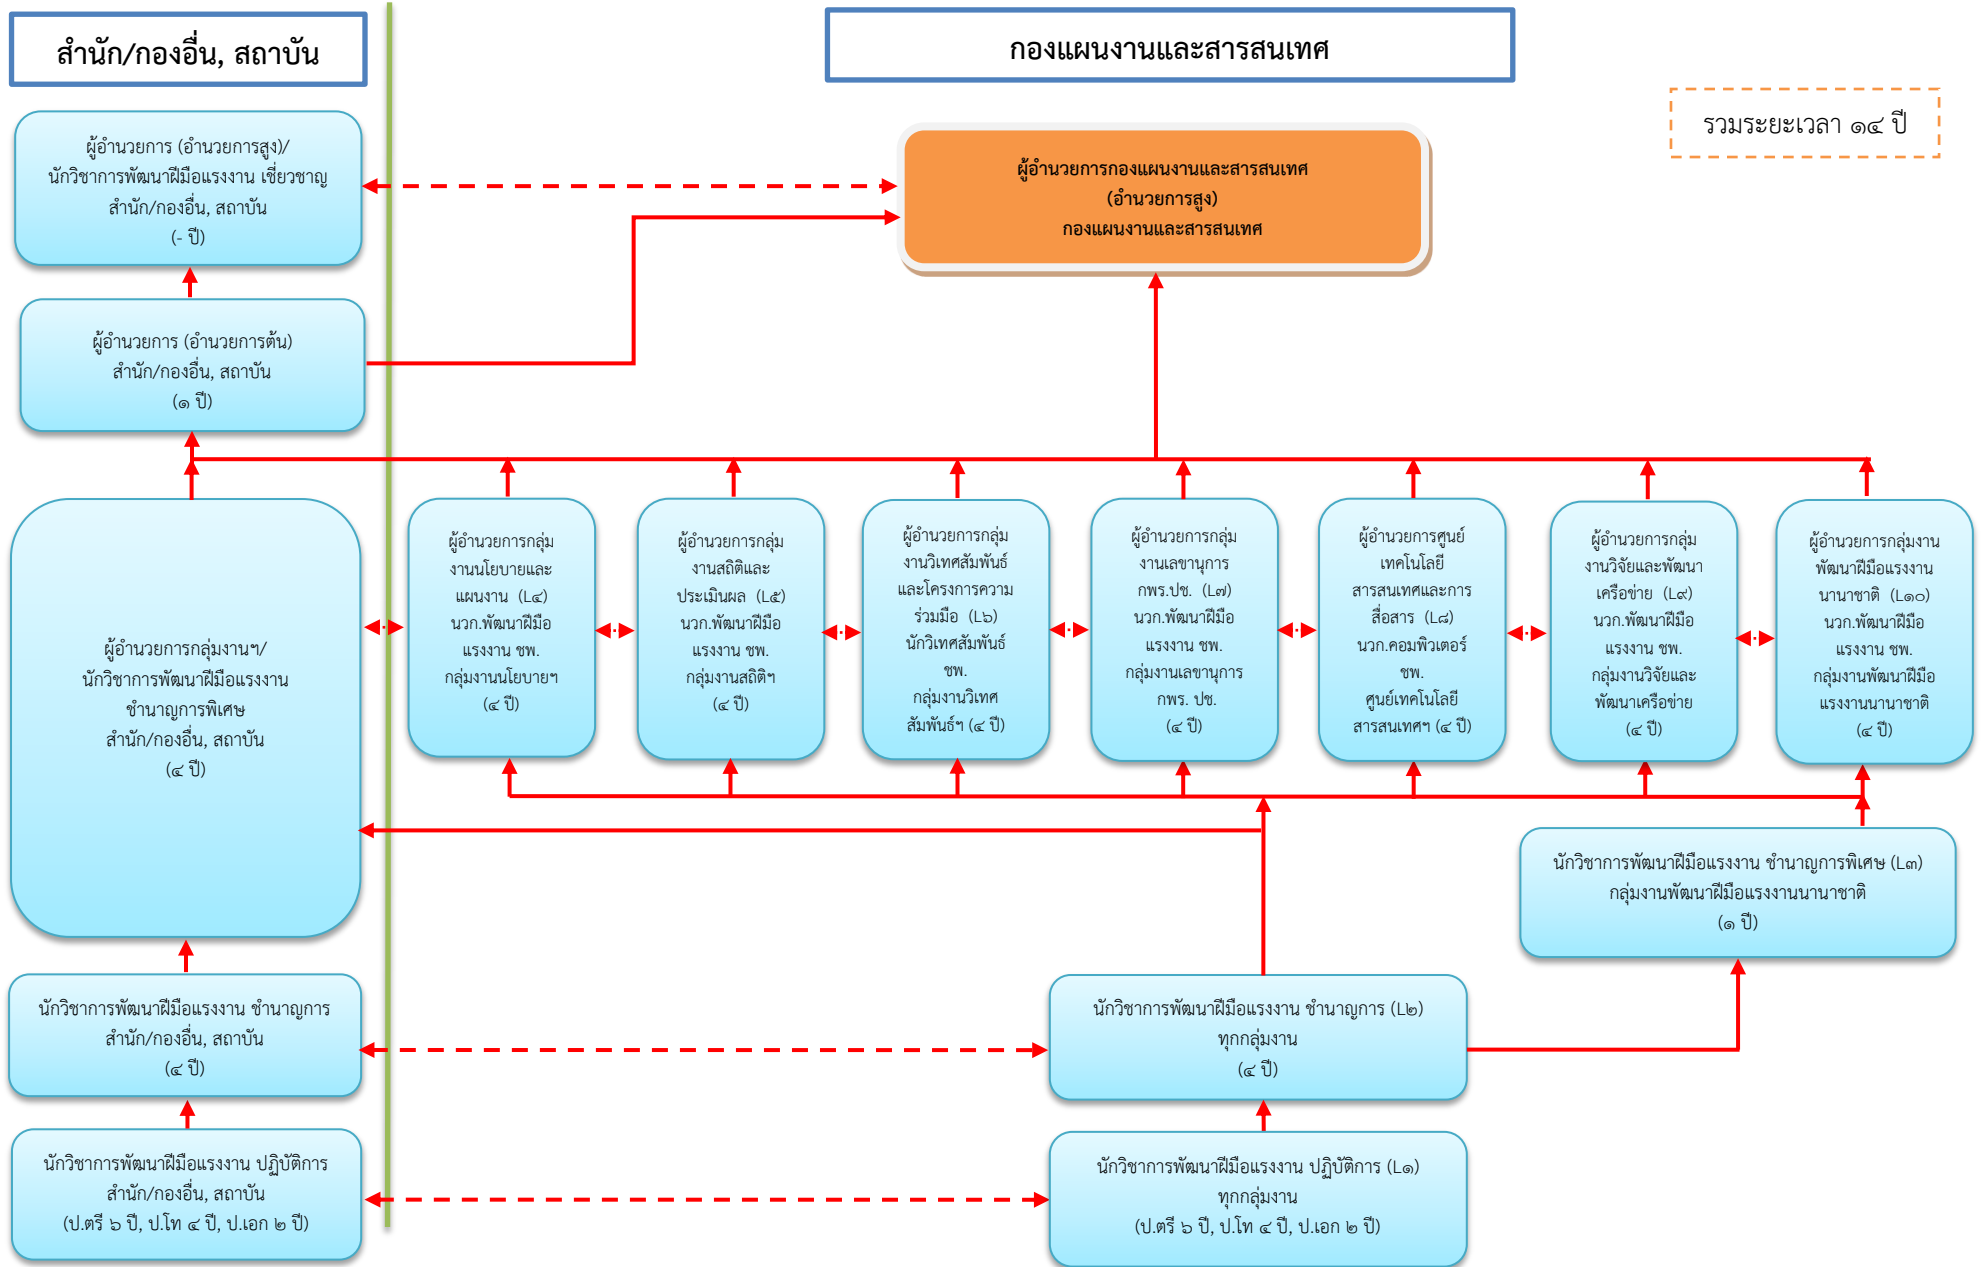 สำนัก/กองอื่น, สถาบัน
กองแผนงานและสารสนเทศ
รวมระยะเวลา ๑๔ ปี
ผู้อำนวยการ (อำนวยการสูง)/
นักวิชาการพัฒนาฝีมือแรงงาน เชี่ยวชาญ
สำนัก/กองอื่น, สถาบัน
(- ปี)
ผู้อำนวยการกองแผนงานและสารสนเทศ
(อำนวยการสูง)
กองแผนงานและสารสนเทศ
ผู้อำนวยการ (อำนวยการต้น)
สำนัก/กองอื่น, สถาบัน
(๑ ปี)
ผู้อำนวยการกลุ่มงานฯ/
นักวิชาการพัฒนาฝีมือแรงงาน
ชำนาญการพิเศษ
สำนัก/กองอื่น, สถาบัน
(๔ ปี)
ผู้อำนวยการกลุ่ม
งานนโยบายและ
แผนงาน (L๔)
นวก.พัฒนาฝีมือ
แรงงาน ชพ.
กลุ่มงานนโยบายฯ
(๔ ปี)
ผู้อำนวยการกลุ่ม
งานสถิติและ
ประเมินผล (L๕)
นวก.พัฒนาฝีมือ
แรงงาน ชพ.
กลุ่มงานสถิติฯ
(๔ ปี)
ผู้อำนวยการกลุ่ม
งานวิเทศสัมพันธ์
และโครงการความ
ร่วมมือ (L๖)
นักวิเทศสัมพันธ์
ชพ.
กลุ่มงานวิเทศ
สัมพันธ์ฯ (๔ ปี)
ผู้อำนวยการกลุ่ม
งานเลขานุการ
กพร.ปช. (L๗)
นวก.พัฒนาฝีมือ
แรงงาน ชพ.
กลุ่มงานเลขานุการ
กพร. ปช.
(๔ ปี)
ผู้อำนวยการศูนย์
เทคโนโลยี
สารสนเทศและการ
สื่อสาร (L๘)
นวก.คอมพิวเตอร์
ชพ.
ศูนย์เทคโนโลยี
สารสนเทศฯ (๔ ปี)
ผู้อำนวยการกลุ่ม
งานวิจัยและพัฒนา
เครือข่าย (L๙)
นวก.พัฒนาฝีมือ
แรงงาน ชพ.
กลุ่มงานวิจัยและ
พัฒนาเครือข่าย
(๔ ปี)
ผู้อำนวยการกลุ่มงาน
พัฒนาฝีมือแรงงาน
นานาชาติ (L๑๐)
นวก.พัฒนาฝีมือ
แรงงาน ชพ.
กลุ่มงานพัฒนาฝีมือ
แรงงานนานาชาติ
(๔ ปี)
นักวิชาการพัฒนาฝีมือแรงงาน ชำนาญการพิเศษ (L๓)
กลุ่มงานพัฒนาฝีมือแรงงานนานาชาติ
(๑ ปี)
นักวิชาการพัฒนาฝีมือแรงงาน ชำนาญการ
สำนัก/กองอื่น, สถาบัน
(๔ ปี)
นักวิชาการพัฒนาฝีมือแรงงาน ชำนาญการ (L๒)
ทุกกลุ่มงาน
(๔ ปี)
นักวิชาการพัฒนาฝีมือแรงงาน ปฏิบัติการ
สำนัก/กองอื่น, สถาบัน
(ป.ตรี ๖ ปี, ป.โท ๔ ปี, ป.เอก ๒ ปี)
นักวิชาการพัฒนาฝีมือแรงงาน ปฏิบัติการ (L๑)
ทุกกลุ่มงาน
(ป.ตรี ๖ ปี, ป.โท ๔ ปี, ป.เอก ๒ ปี)